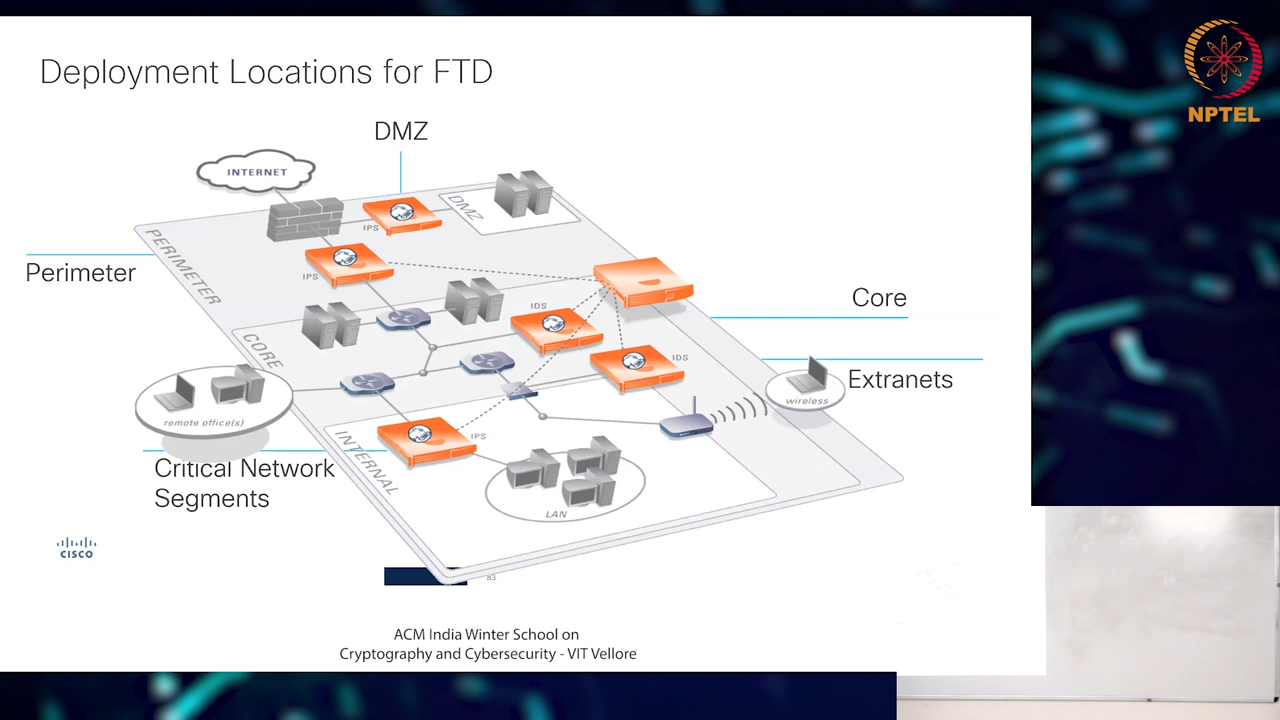 Deployment Locations for FTD
NPTEL
DMZ
INTERNET
DMZ
IPS
PERIMETER
IPS
Perimeter
Core
IDS
CORE
IDS
Extranets
wireless
remote office(s)
IPS
INTERNAL
Critical Network
Segments
LAN
CISCO
83
ACM India Winter School on
Cryptography and Cybersecurity - VIT Vellore